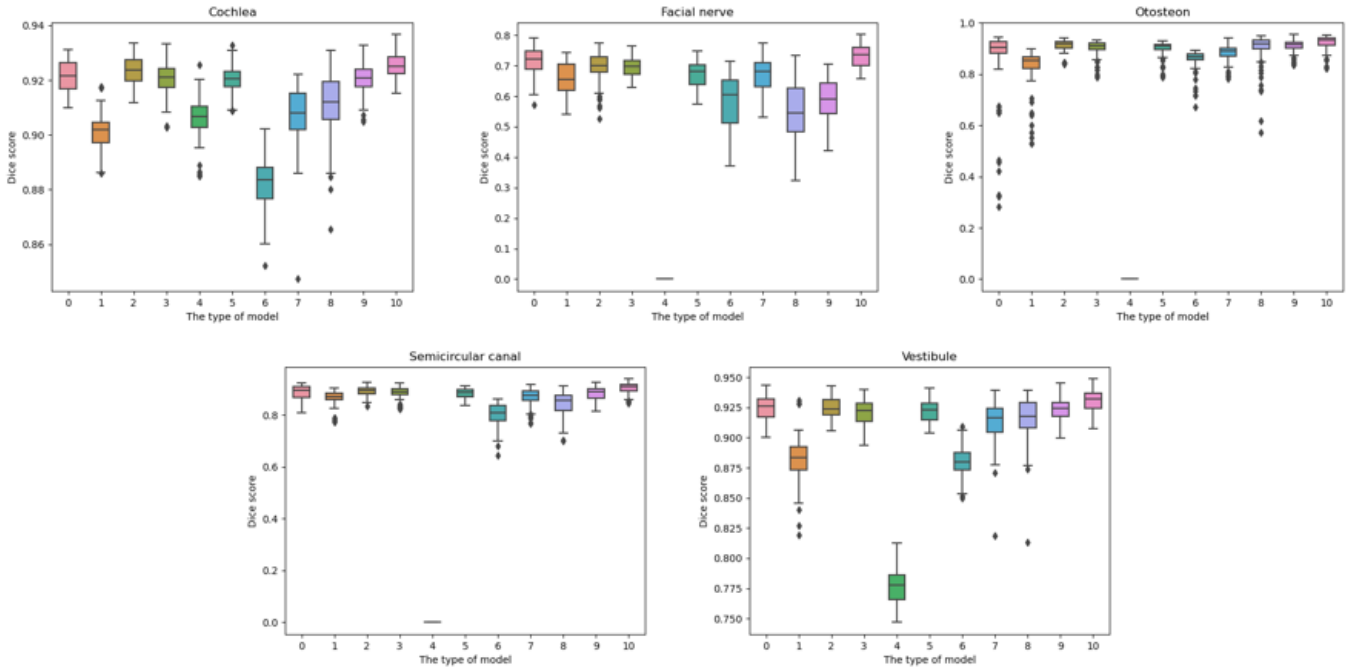 Cochlea
0.94
0.92
0.90
0.88
0.86
Dice score
0 1 2 3 4 5 6 7 8 9 10
The type of model
Facial nerve
0.8
0.7
0.6
0.5
0.4
0.3
0.2
0.1
0.0
Dice score
0 1 2 3 4 5 6 7 8 9 10
The type of model
Otosteon
1.0
0.8
0.6
0.4
0.2
0.0
Dice score
0 1 2 3 4 5 6 7 8 9 10
The type of model
Semicircular canal
0.8
0.6
0.4
0.2
0.0
Dice score
0 1 2 3 4 5 6 7 8 9 10
The type of model
Vestibule
0.950
0.925
0.900
0.875
0.850
0.825
0.800
0.775
0.750
Dice score
0 1 2 3 4 5 6 7 8 9 10
The type of model